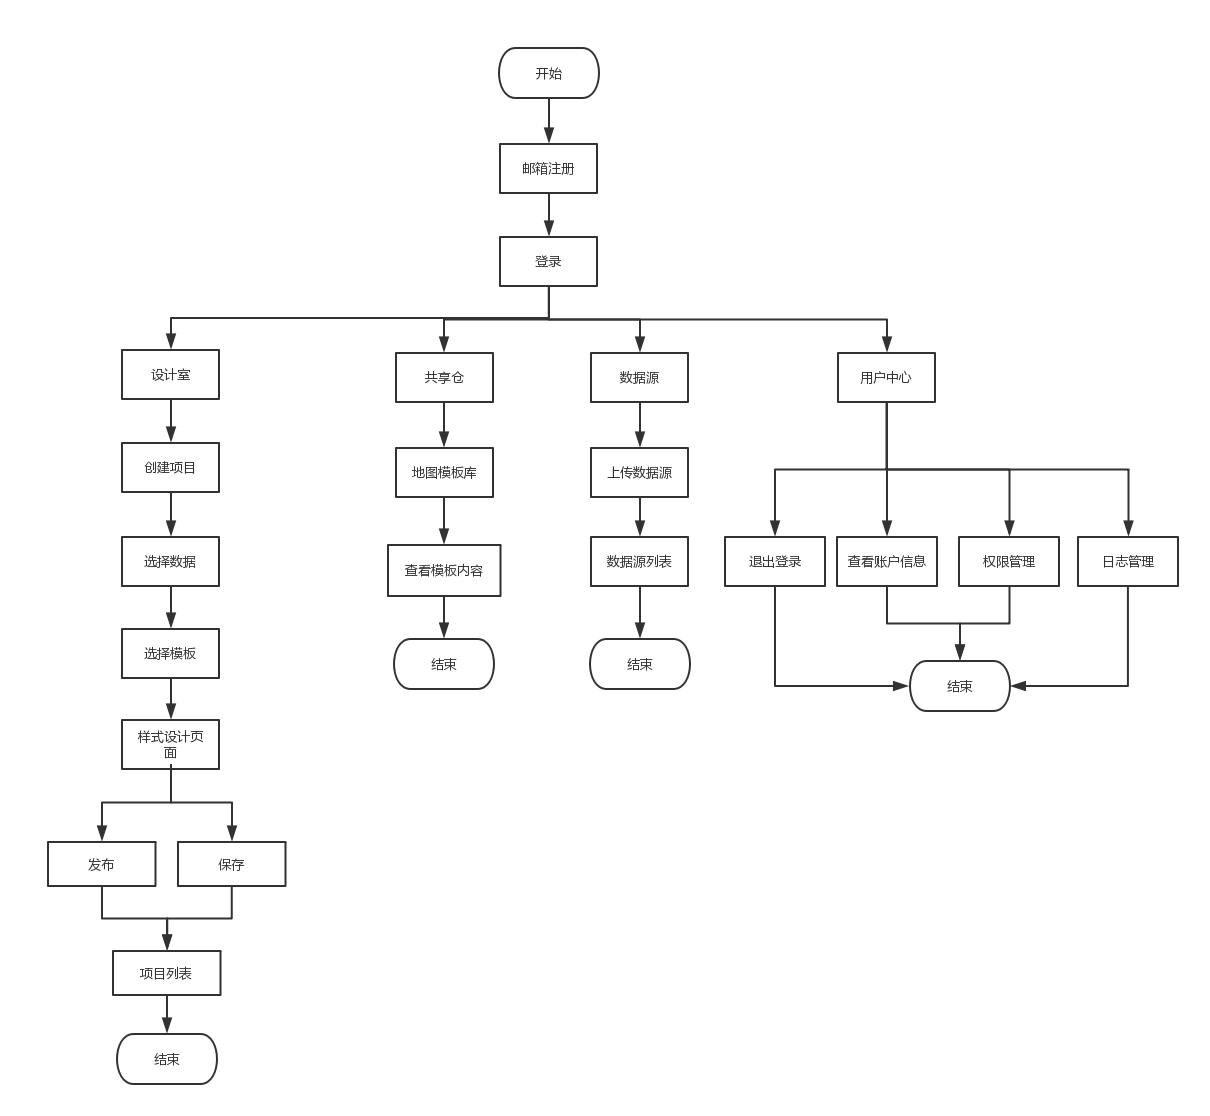 开始
邮箱注册
登录
设计室
共享仓
数据源
用户中心
创建项目
地图模板库
上传数据源
选择数据
查看模板内容
数据源列表
退出登录
查看账户信息
权限管理
日志管理
选择模板
结束
结束
结束
样式设计页
面
发布
保存
项目列表
结束